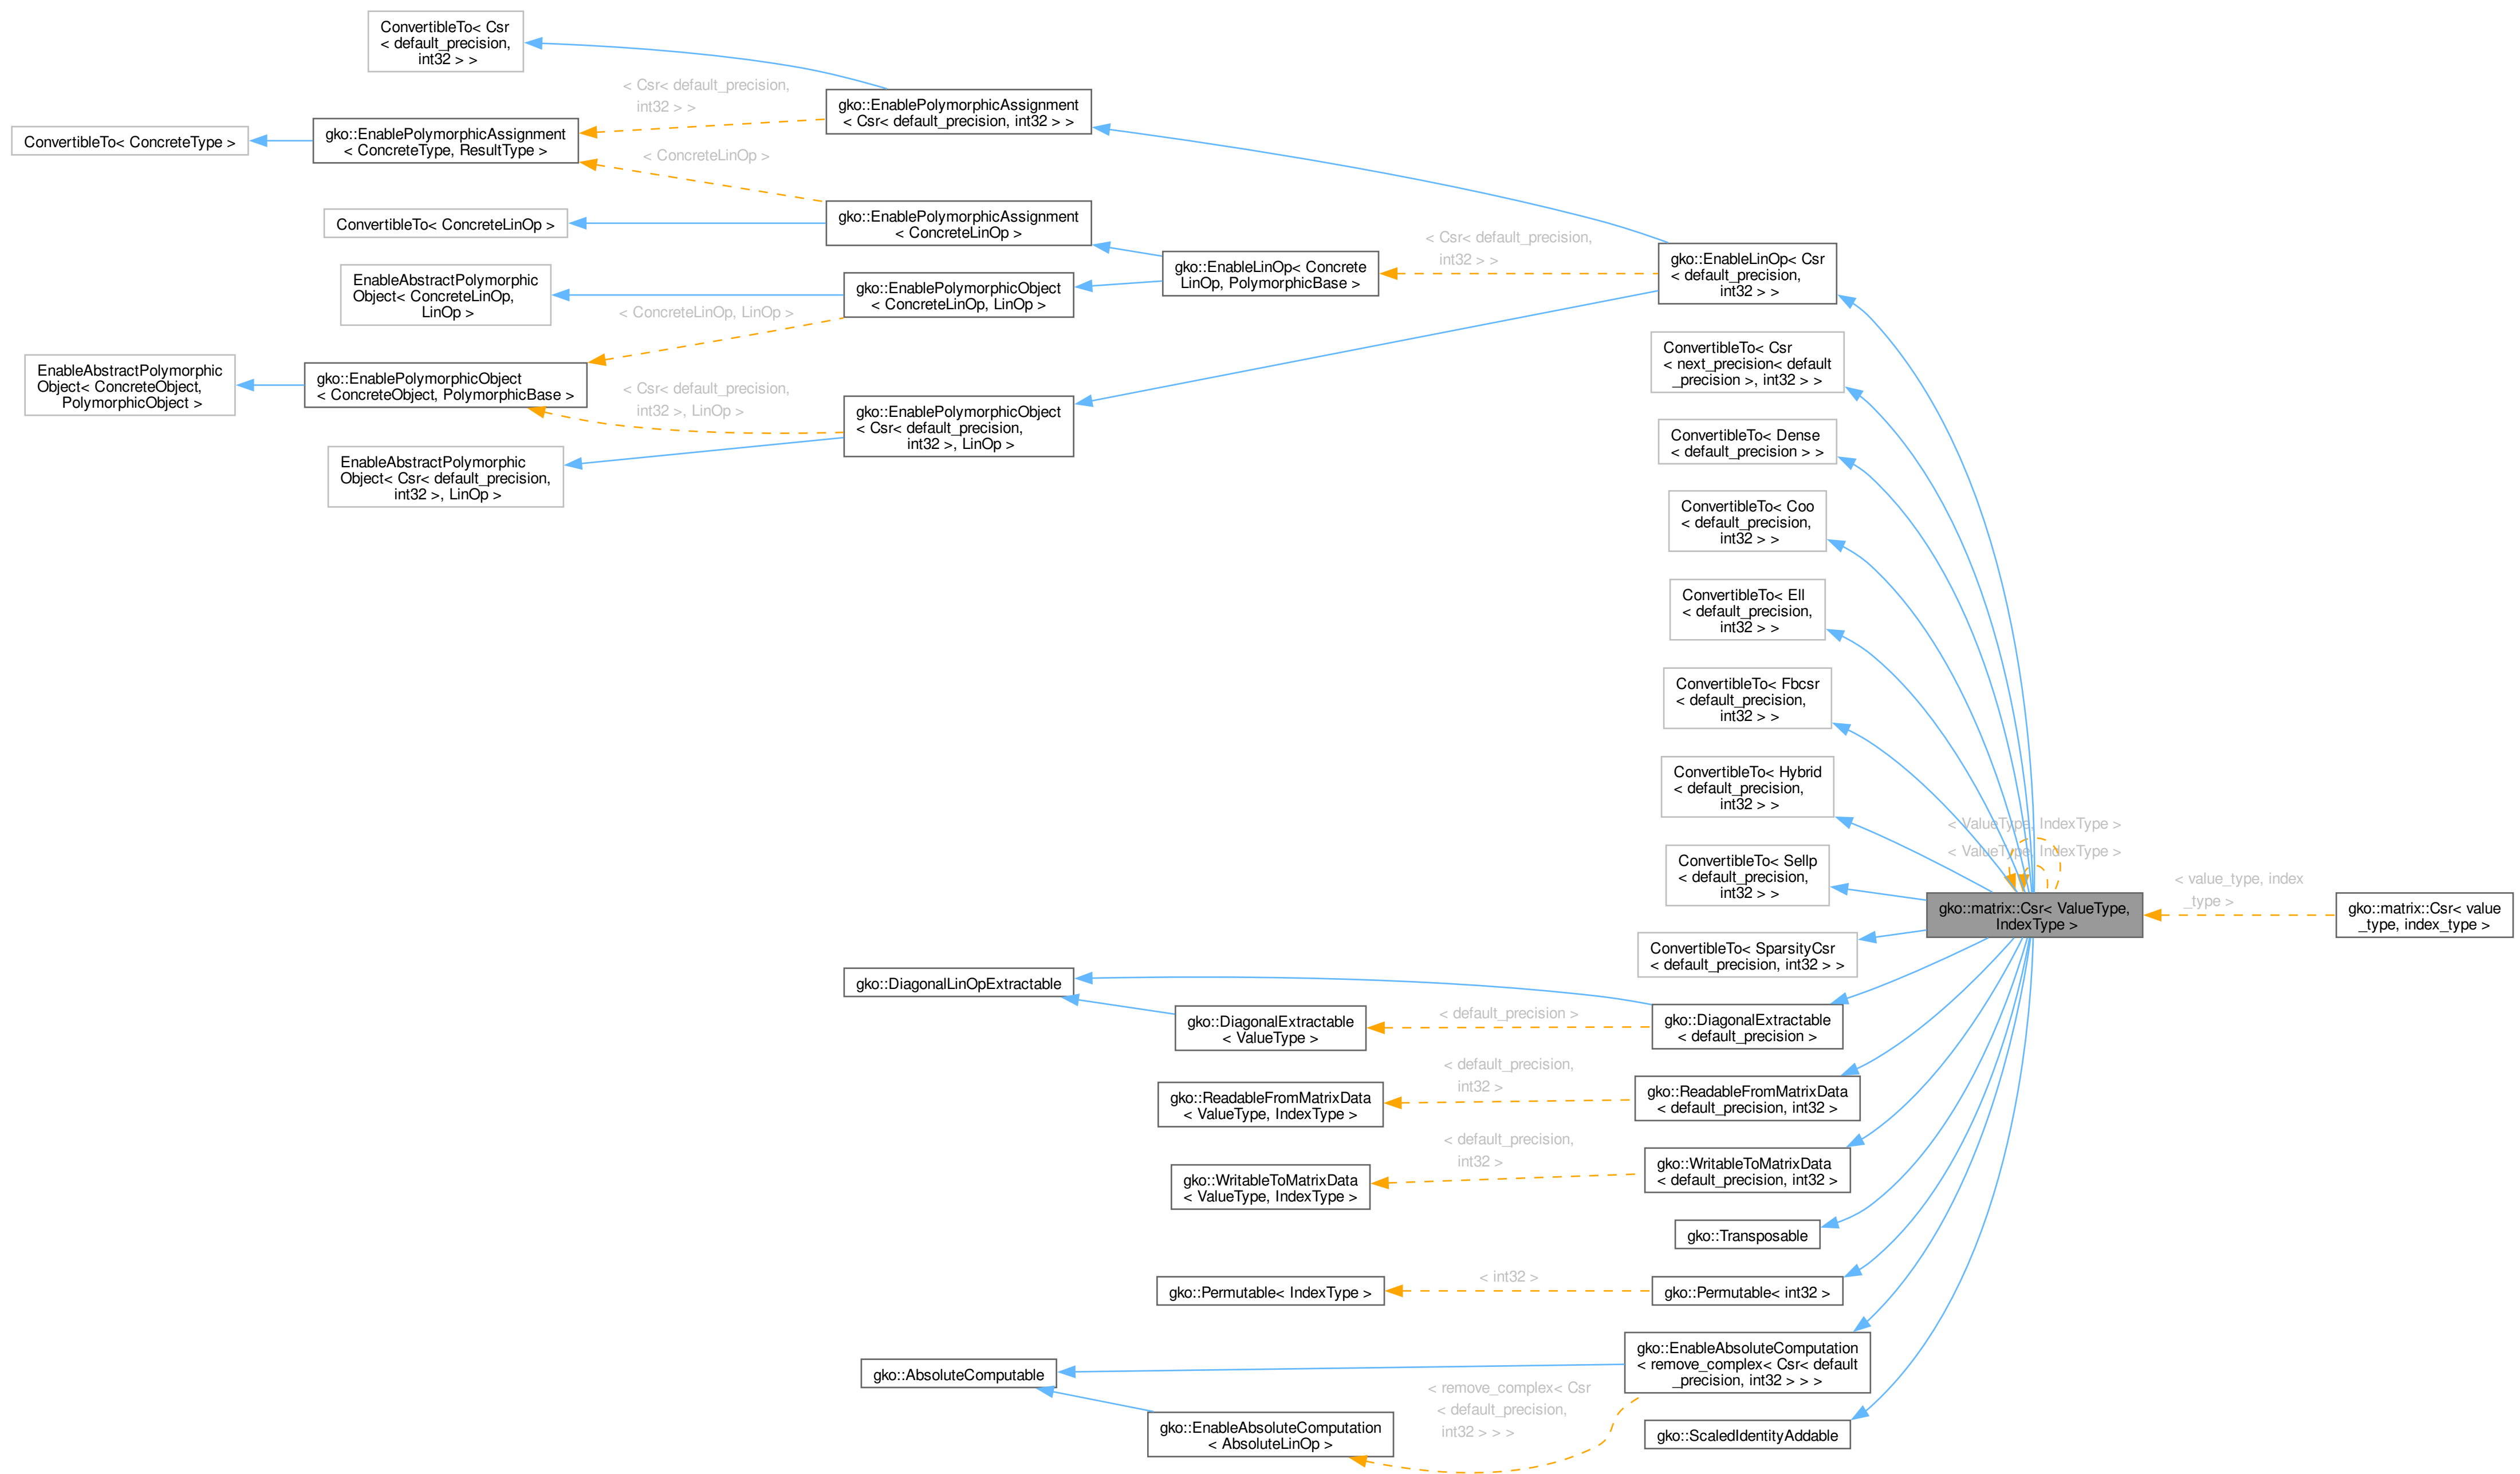 ConvertibleTo< Csr
< default_precision,
int32 > >
ConvertibleTo< ConcreteType >
gko::EnablePolymorphicAssignment
< ConcreteType, ResultType >
< Csr< default_precision,
int32 > >
gko::EnablePolymorphicAssignment
< Csr< default_precision, int32 > >
< ConcreteLinOp >
ConvertibleTo< ConcreteLinOp >
gko::EnablePolymorphicAssignment
< ConcreteLinOp >
EnableAbstractPolymorphic
Object< ConcreteLinOp,
LinOp >
gko::EnablePolymorphicObject
< ConcreteLinOp, LinOp >
gko::EnableLinOp< Concrete
LinOp, PolymorphicBase >
< Csr< default_precision,
int32 > >
gko::EnableLinOp< Csr
< default_precision,
int32 > >
< ConcreteLinOp, LinOp >
EnableAbstractPolymorphic
Object< ConcreteObject,
PolymorphicObject >
gko::EnablePolymorphicObject
< ConcreteObject, PolymorphicBase >
< Csr< default_precision,
int32 >, LinOp >
gko::EnablePolymorphicObject
< Csr< default_precision,
int32 >, LinOp >
EnableAbstractPolymorphic
Object< Csr< default_precision,
int32 >, LinOp >
ConvertibleTo< Csr
< next_precision< default
_precision >, int32 > >
ConvertibleTo< Dense
< default_precision > >
ConvertibleTo< Coo
< default_precision,
int32 > >
ConvertibleTo< Ell
< default_precision,
int32 > >
ConvertibleTo< Fbcsr
< default_precision,
int32 > >
ConvertibleTo< Hybrid
< default_precision,
int32 > >
ConvertibleTo< Sellp
< default_precision,
int32 > >
ConvertibleTo< SparsityCsr
< default_precision, int32 > >
< ValueType, IndexType >
< ValueType, IndexType >
gko::matrix::Csr< ValueType,
IndexType >
< value_type, index
_type >
gko::matrix::Csr< value
_type, index_type >
gko::DiagonalLinOpExtractable
gko::DiagonalExtractable
< ValueType >
< default_precision >
gko::DiagonalExtractable
< default_precision >
gko::ReadableFromMatrixData
< ValueType, IndexType >
< default_precision,
int32 >
gko::ReadableFromMatrixData
< default_precision, int32 >
gko::WritableToMatrixData
< ValueType, IndexType >
< default_precision,
int32 >
gko::WritableToMatrixData
< default_precision, int32 >
gko::Transposable
gko::Permutable< IndexType >
< int32 >
gko::Permutable< int32 >
gko::AbsoluteComputable
gko::EnableAbsoluteComputation
< AbsoluteLinOp >
< remove_complex< Csr
< default_precision,
int32 > > >
gko::EnableAbsoluteComputation
< remove_complex< Csr< default
_precision, int32 > > >
gko::ScaledIdentityAddable